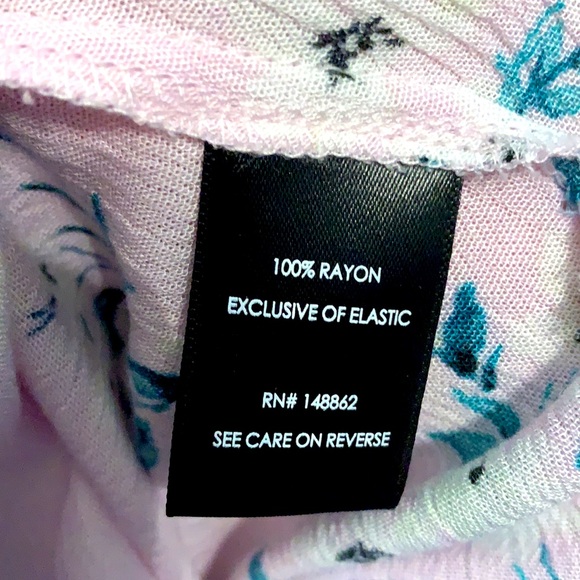 100% RAYON
EXCLUSIVE OF ELASTIC
RN# 148862
SEE CARE ON REVERSE